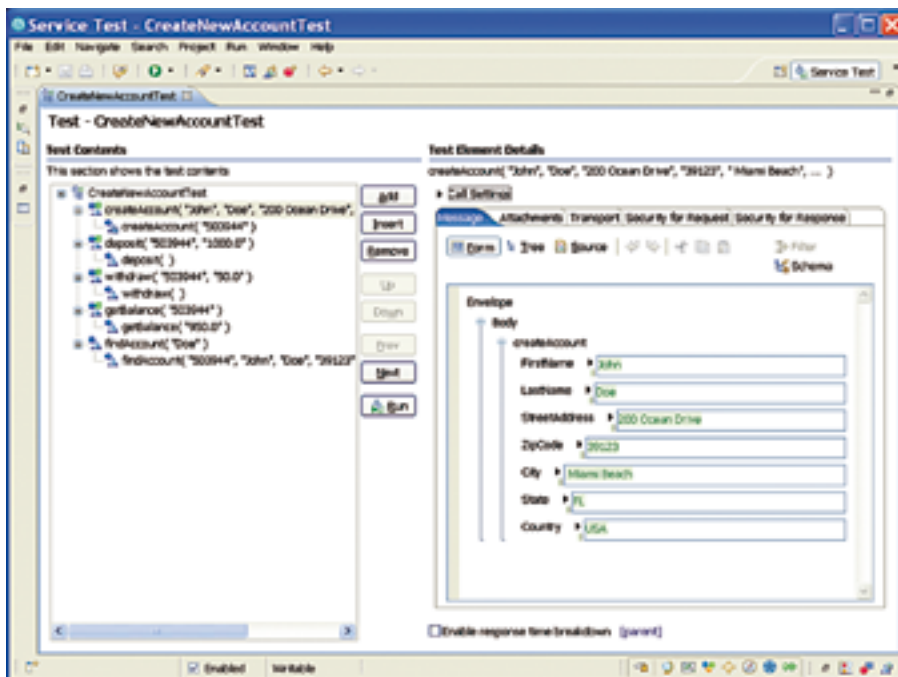 Service Test - CreateNewAccountTest
File Edit Navigate Search Project Run Window Help
Service Test
CreateNewAccountTest
Test - CreateNewAccountTest
Test Contents
This section shows the test contents
CreateNewAccountTest
createAccount( "John", "Doe", "200 Ocean Drive",
createAccount( "503944" )
deposit( "503944", "1000.0" )
deposit( )
withdraw( "503944", "50.0" )
withdraw( )
getBalance( "503944" )
getBalance( "950.0" )
findAccount( "Doe" )
findAccount( "503944", "John", "Doe", "39123"
Add
Insert
Remove
Up
Down
Prev
Next
Run
Test Element Details
createAccount( "John", "Doe", "200 Ocean Drive", "39123", " Miami Beach", ... )
Call Settings
Message Attachments Transport Security for Request Security for Response
Form Tree Source Filter
Schema
Envelope
Body
createAccount
FirstName John
LastName Doe
StreetAddress 200 Ocean Drive
ZipCode 39123
City Miami Beach
State FL
Country USA
Enable response time breakdown [parent]
Enabled Writable